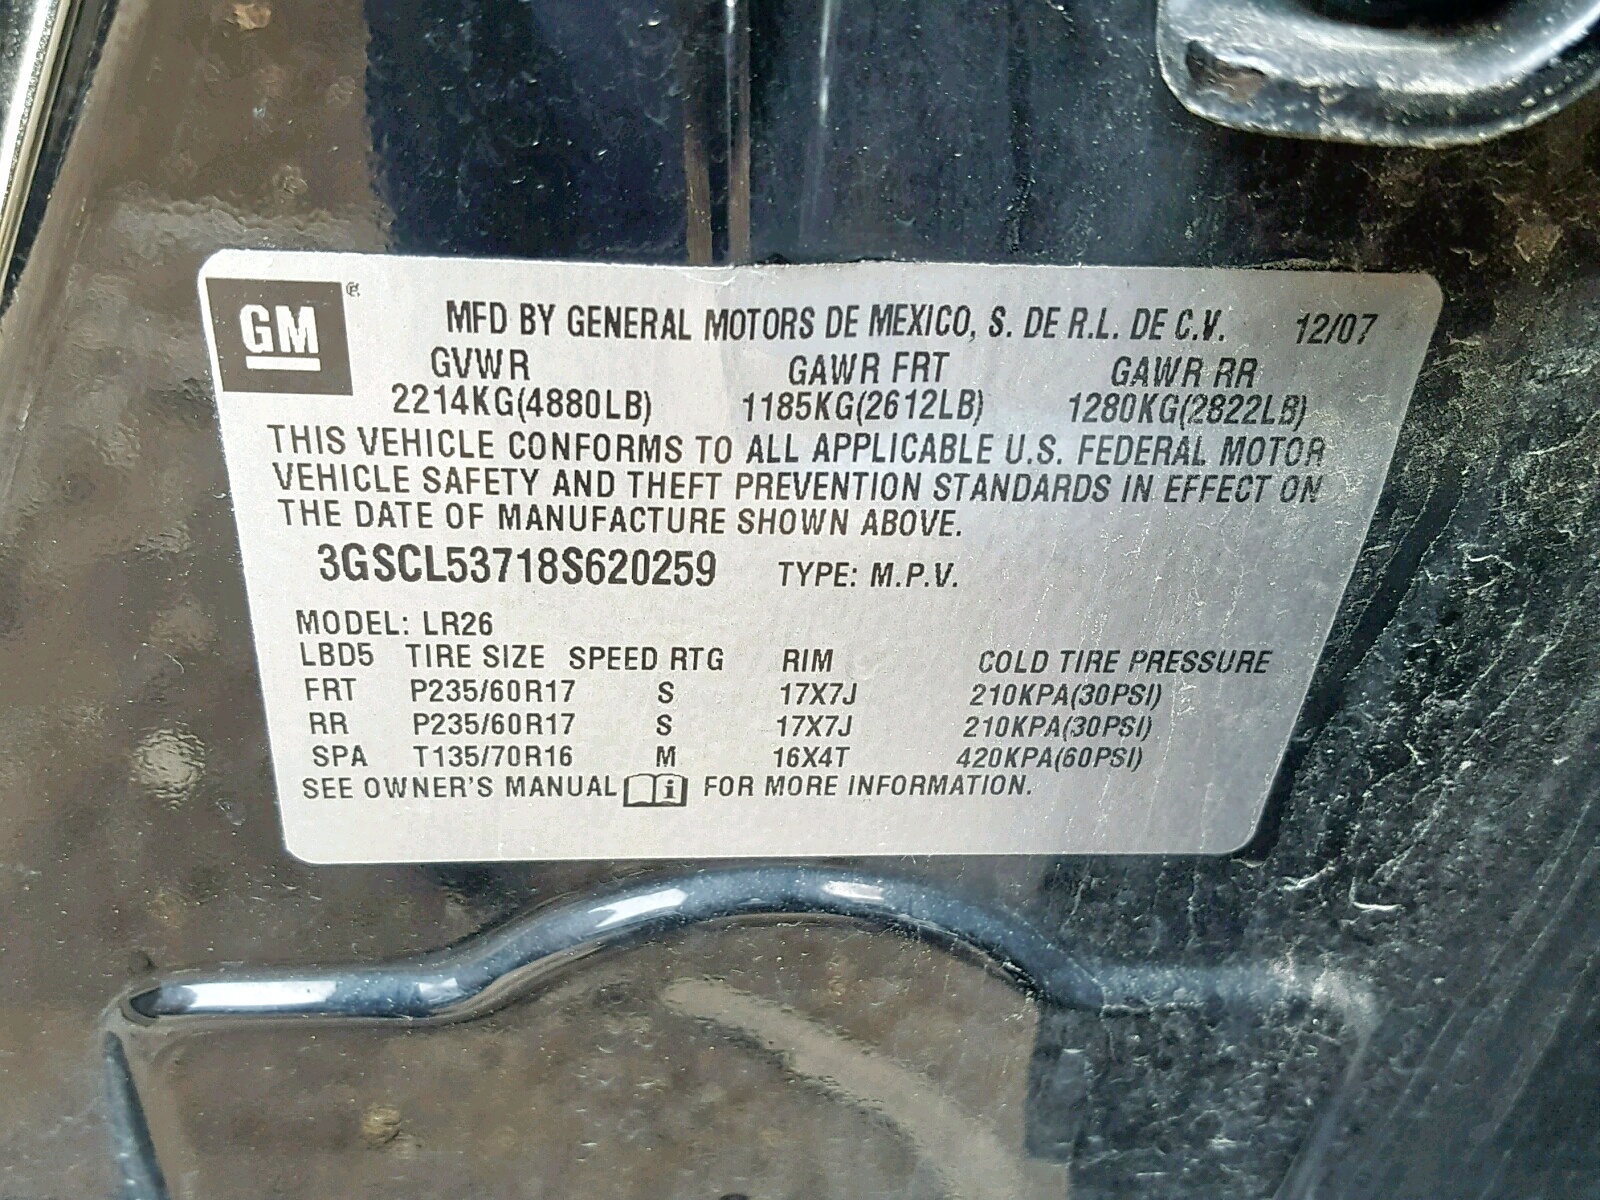 GM MFD BY GENERAL MOTORS DE MEXICO, S. DE R.L. DE C.V. 12/07
GVWR GAWR FRT GAWR RR
2214KG(4880LB) 1185KG(2612LB) 1280KG(2822LB)
THIS VEHICLE CONFORMS TO ALL APPLICABLE U.S. FEDERAL MOTOR
VEHICLE SAFETY AND THEFT PREVENTION STANDARDS IN EFFECT ON
THE DATE OF MANUFACTURE SHOWN ABOVE.
3GSCL53718S620259 TYPE: M.P.V.
MODEL: LR26
LBD5 TIRE SIZE SPEED RTG RIM COLD TIRE PRESSURE
FRT P235/60R17 S 17X7J 210KPA(30PSI)
RR P235/60R17 S 17X7J 210KPA(30PSI)
SPA T135/70R16 M 16X4T 420KPA(60PSI)
SEE OWNER'S MANUAL i FOR MORE INFORMATION.